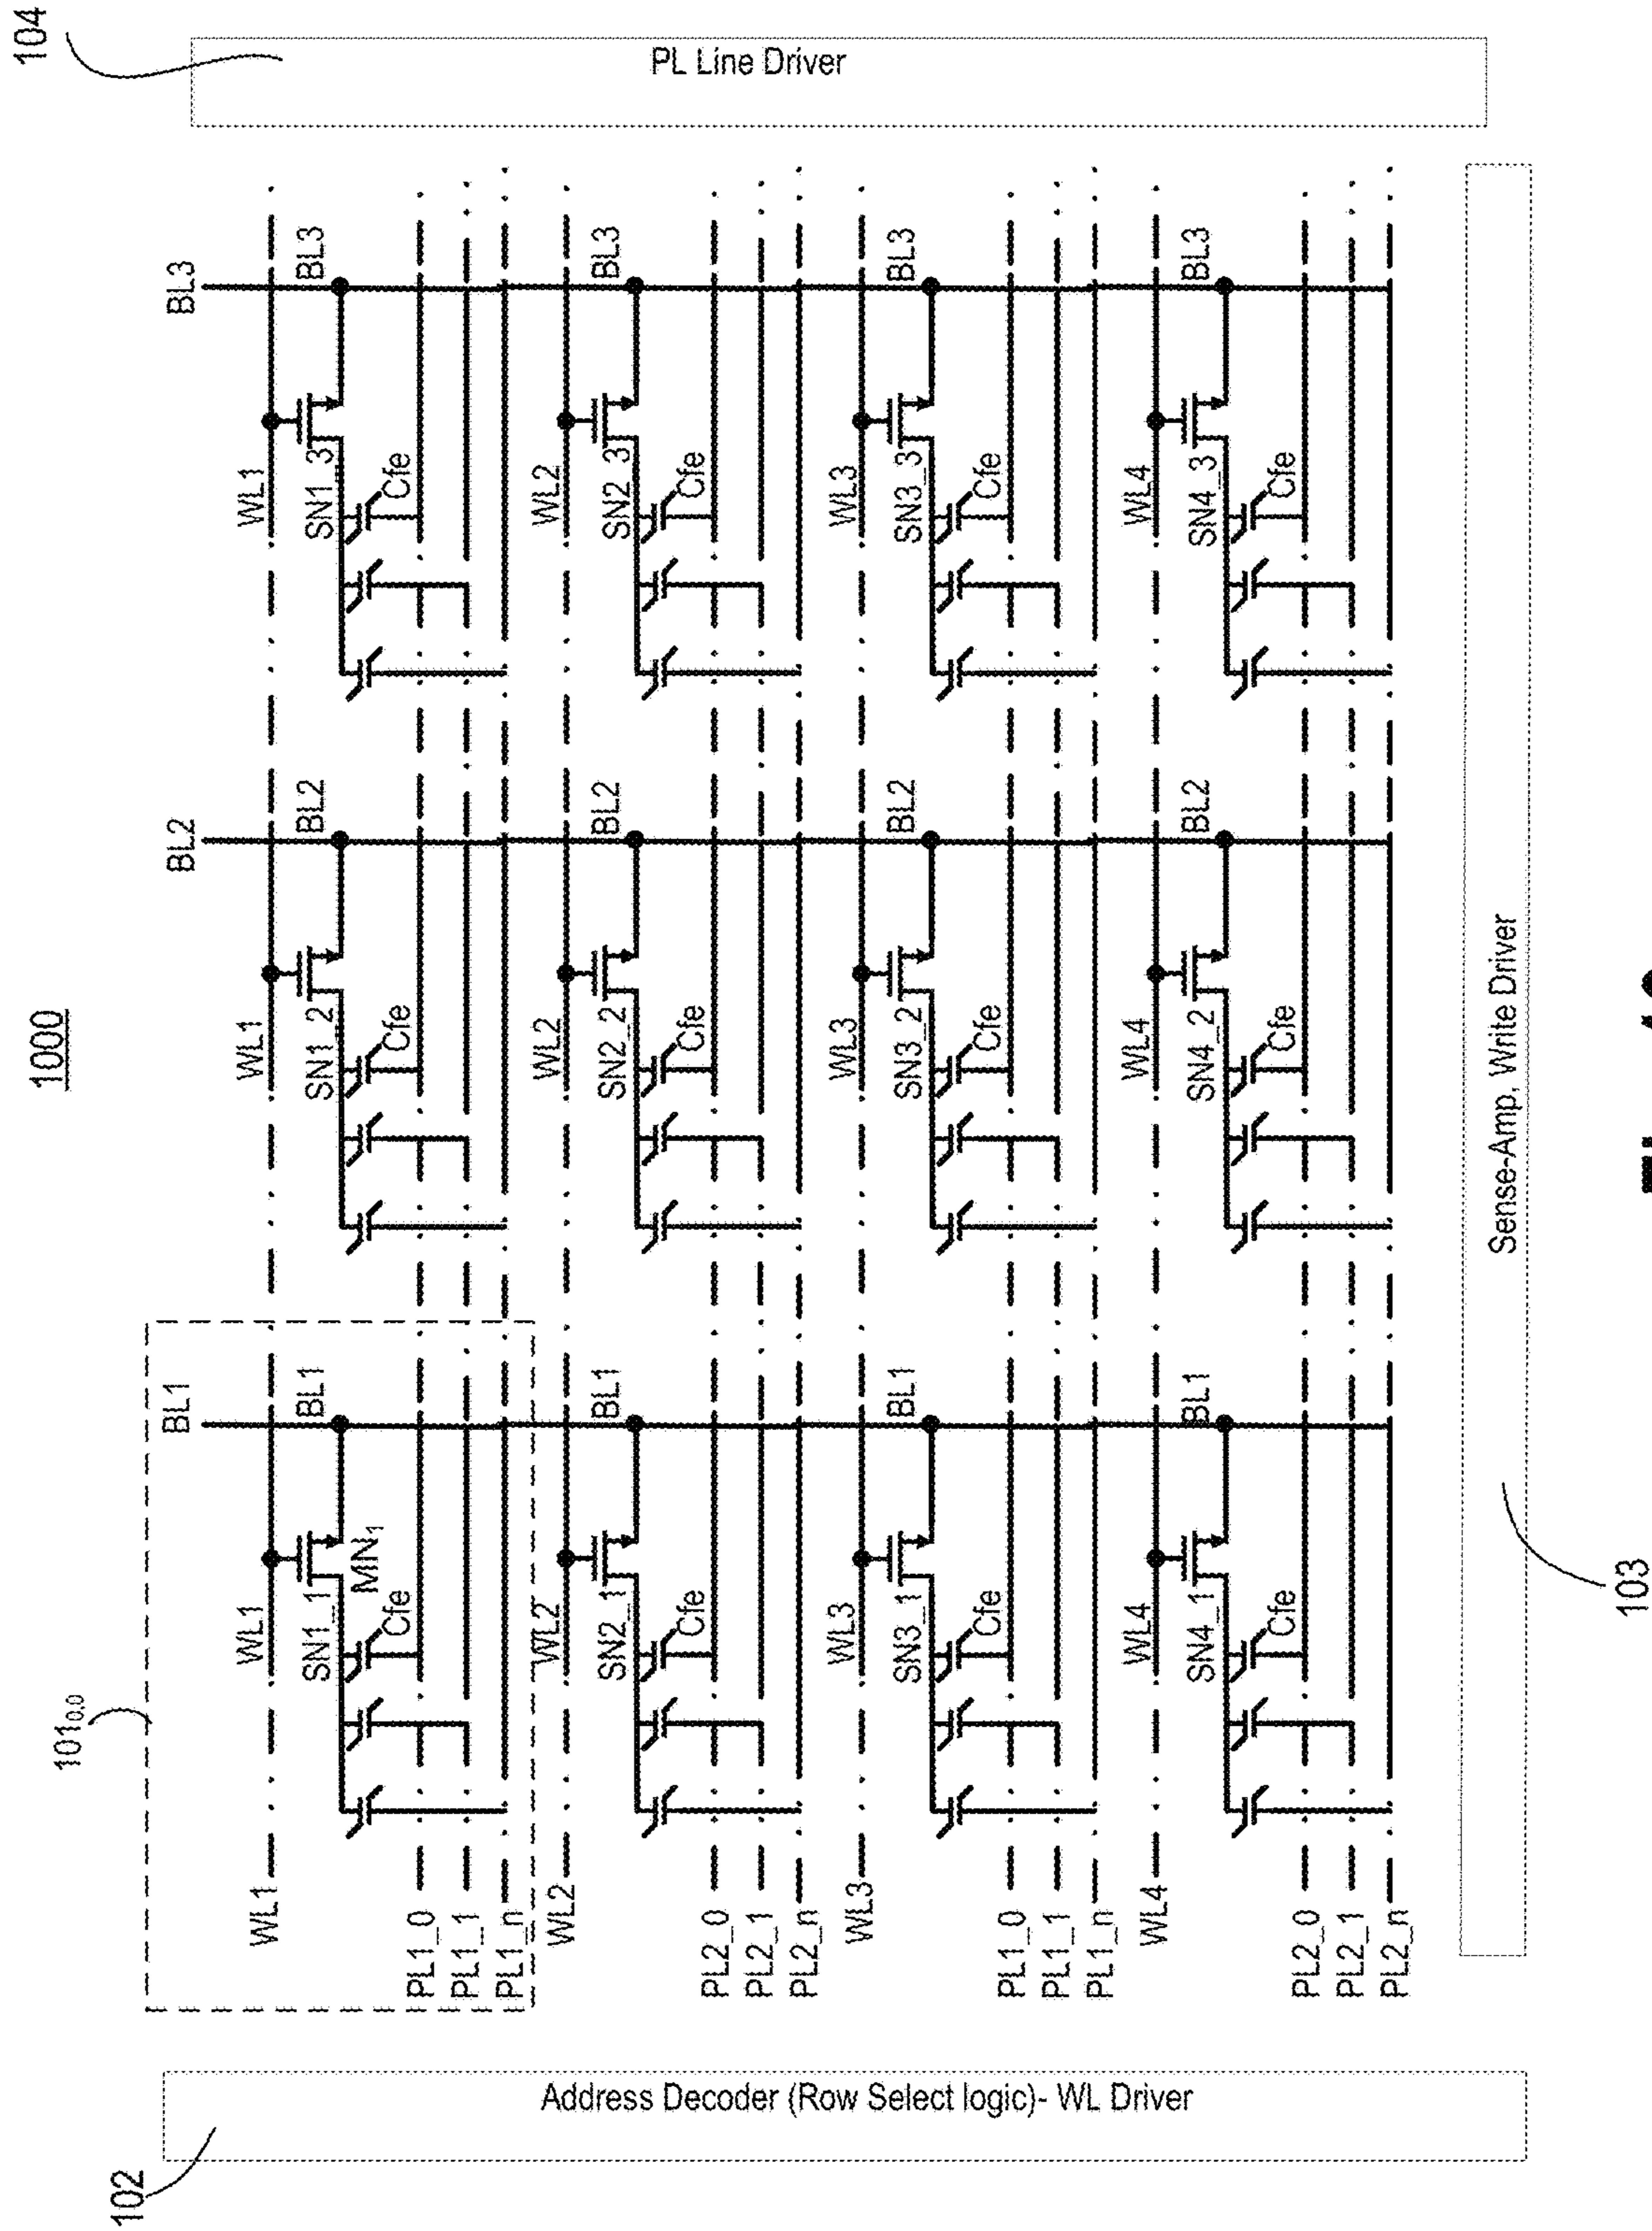 1000
102
Address Decoder (Row Select logic)- WL Driver
104
PL Line Driver
103
Sense-Amp, Write Driver
101₀,₀
BL1
BL2
BL3
WL1
WL1
WL1
WL1
BL1
BL2
BL3
SN1_1
SN1_2
SN1_3
MN₁
Cfe
Cfe
Cfe
PL1_0
PL1_1
PL1_n
WL2
WL2
WL2
WL2
BL1
BL2
BL3
SN2_1
SN2_2
SN2_3
Cfe
Cfe
Cfe
PL2_0
PL2_1
PL2_n
WL3
WL3
WL3
WL3
BL1
BL2
BL3
SN3_1
SN3_2
SN3_3
Cfe
Cfe
Cfe
PL1_0
PL1_1
PL1_n
WL4
WL4
WL4
WL4
BL1
BL2
BL3
SN4_1
SN4_2
SN4_3
Cfe
Cfe
Cfe
PL2_0
PL2_1
PL2_n